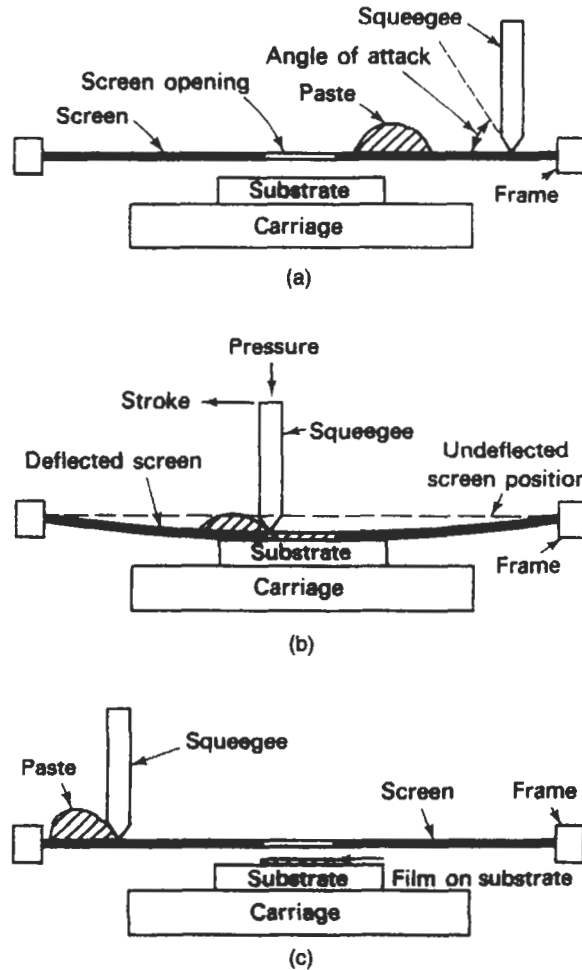 Squeegee
Angle of attack
Screen opening
Paste
Screen
Substrate
Frame
Carriage
(a)
Pressure
Stroke
Squeegee
Deflected screen
Undeflected
screen position
Substrate
Frame
Carriage
(b)
Squeegee
Paste
Screen
Frame
Substrate
Film on substrate
Carriage
(c)